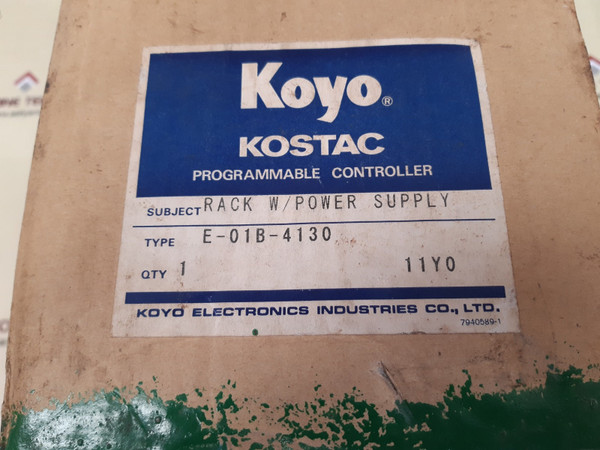 Koyo®
KOSTAC
PROGRAMMABLE CONTROLLER
SUBJECT RACK W/POWER SUPPLY
TYPE E-01B-4130
QTY 1 11Y0
KOYO ELECTRONICS INDUSTRIES CO., LTD.
7940589-1